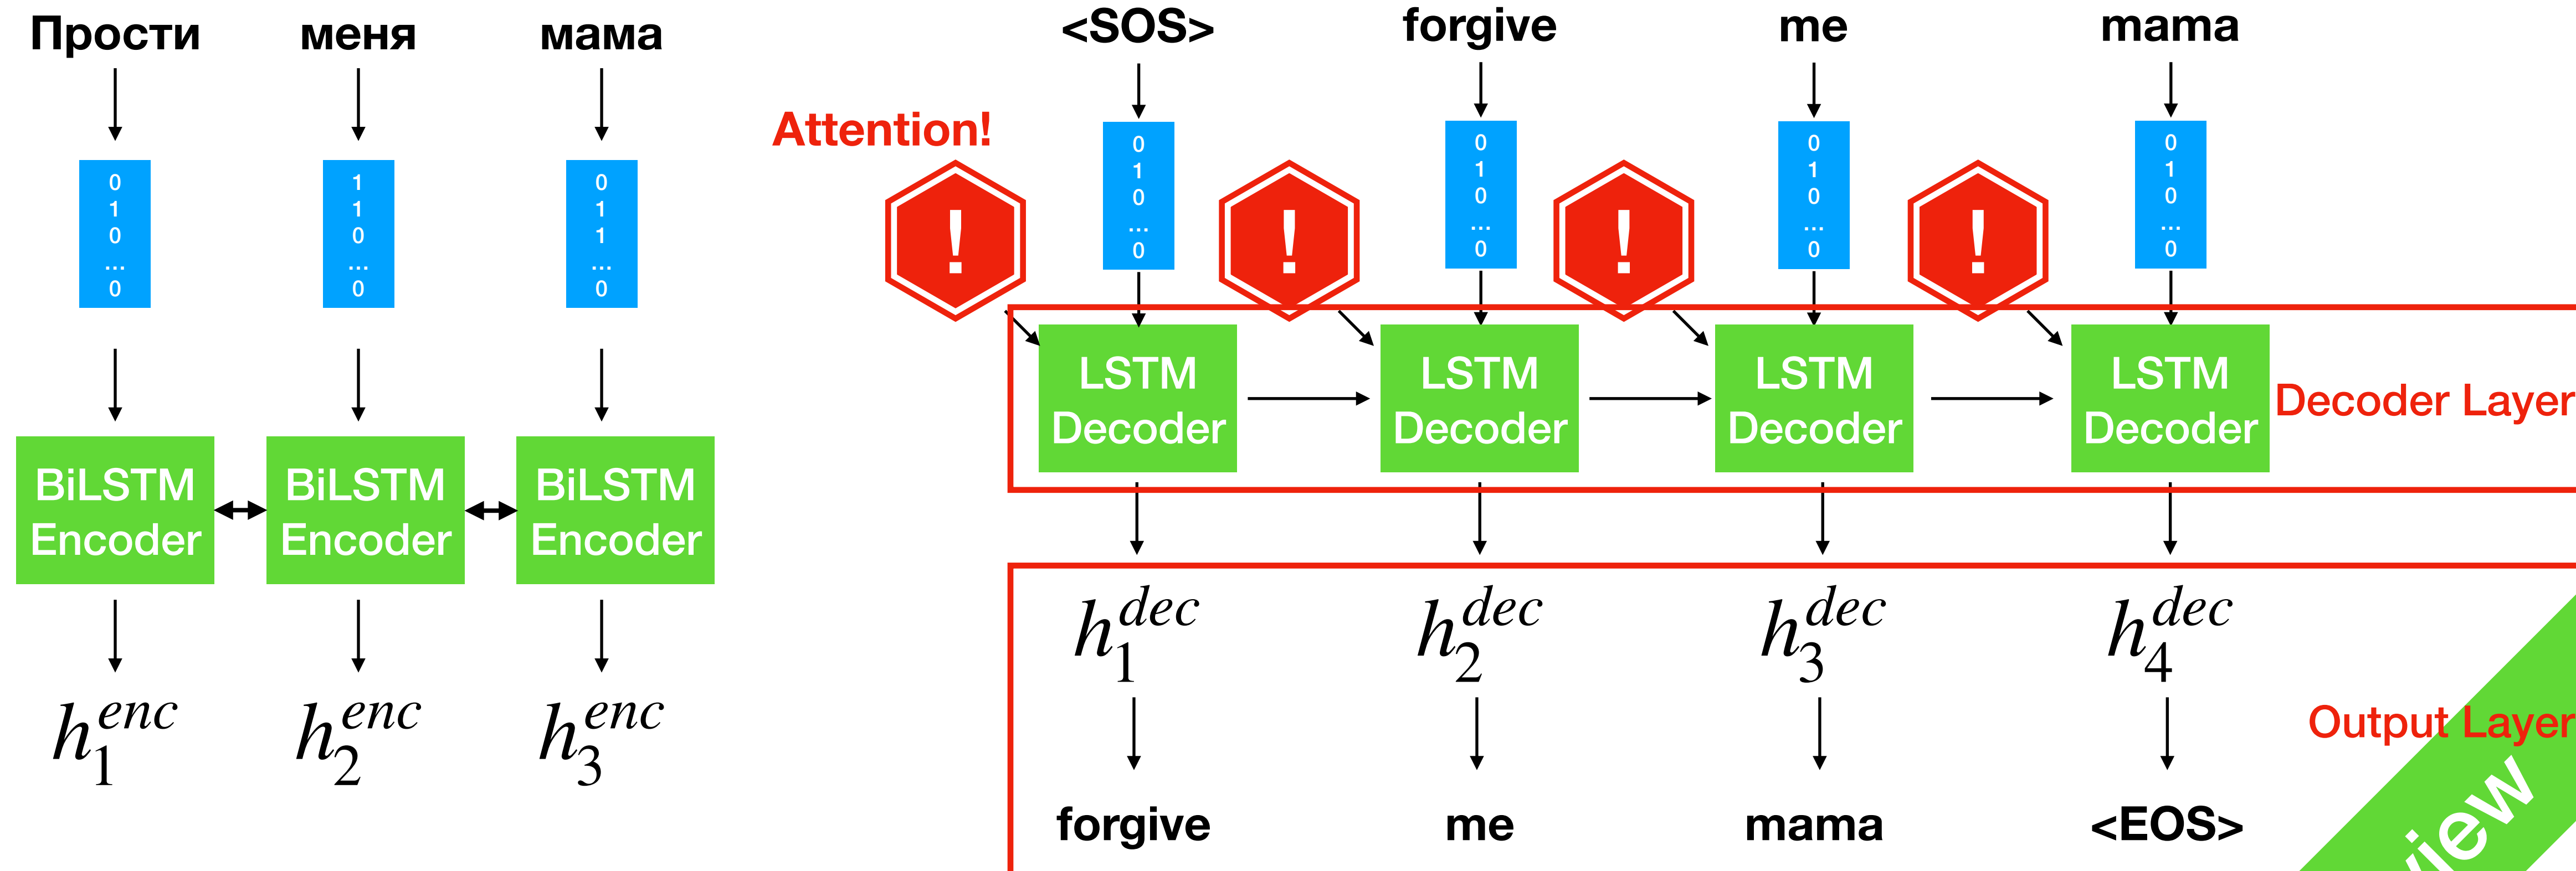 Прости меня мама
<SOS> forgive me mama
Attention!
0 1 0 ... 0
1 1 0 ... 0
0 1 1 ... 0
0 1 0 ... 0
0 1 0 ... 0
0 1 0 ... 0
0 1 0 ... 0
! ! ! !
BiLSTM Encoder
BiLSTM Encoder
BiLSTM Encoder
LSTM Decoder
LSTM Decoder
LSTM Decoder
LSTM Decoder
Decoder Layer
h_1^{enc} h_2^{enc} h_3^{enc}
h_1^{dec} h_2^{dec} h_3^{dec} h_4^{dec}
Output Layer
forgive me mama <EOS>